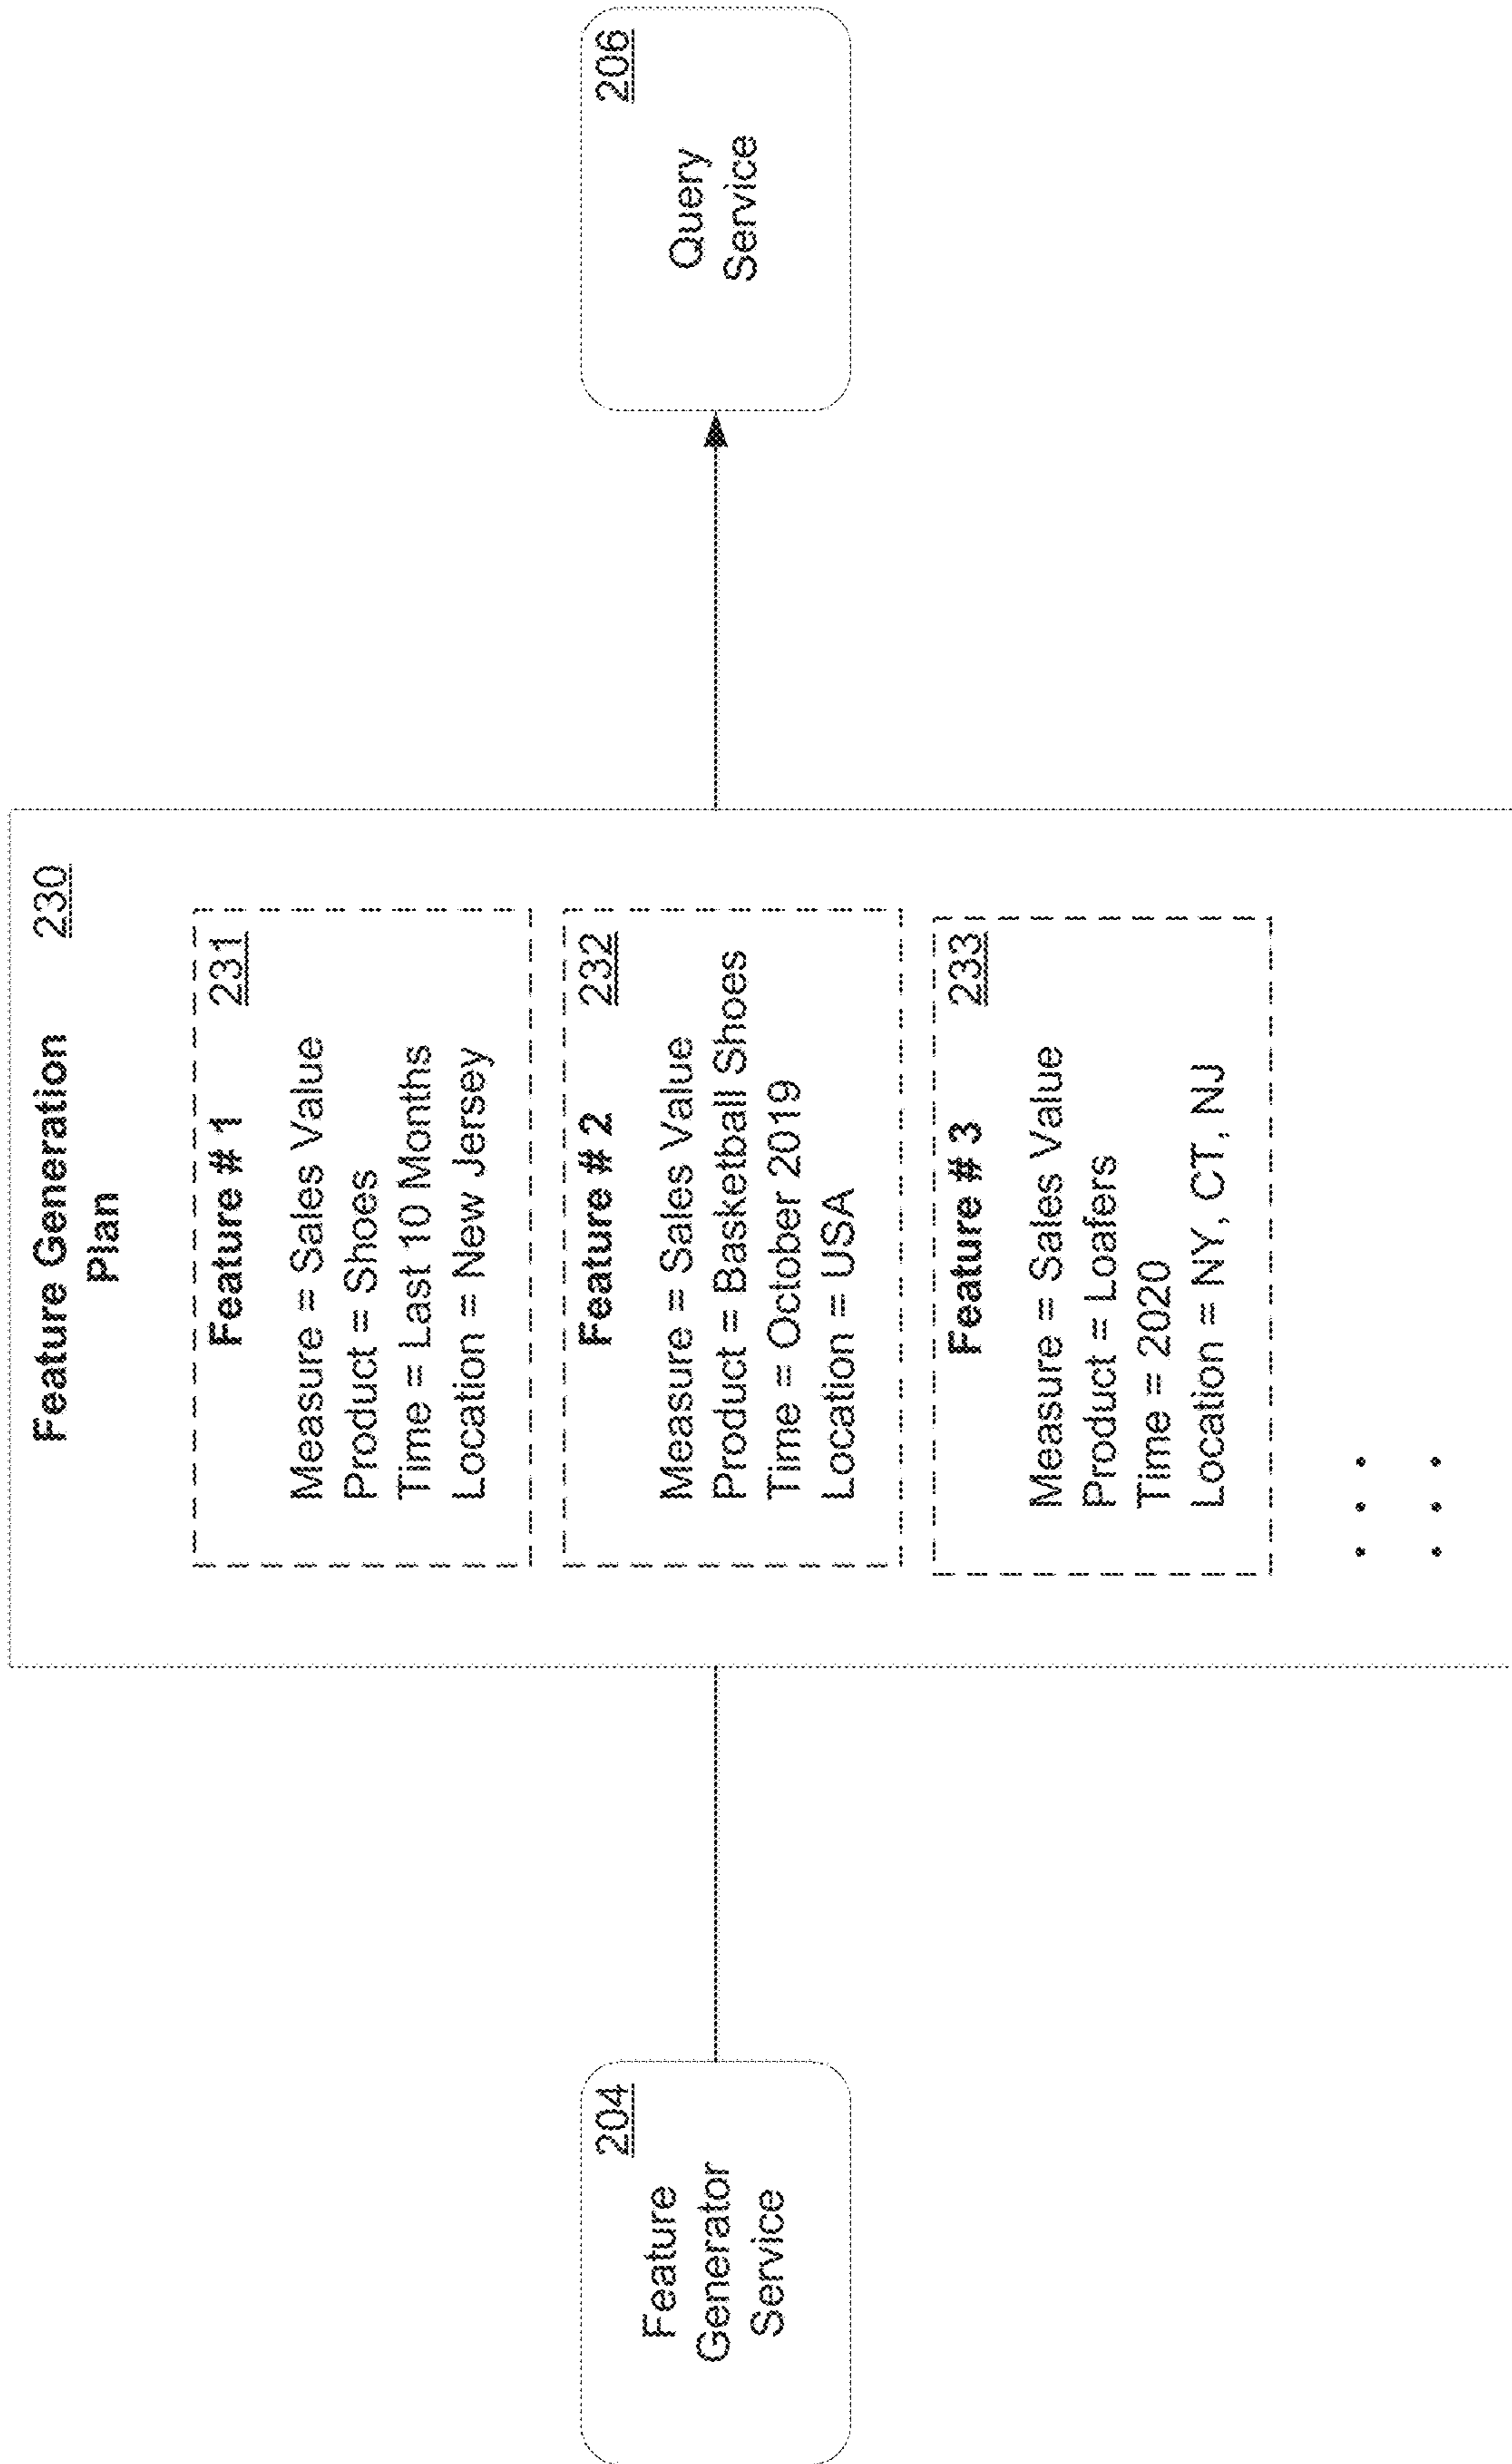 204
Feature
Generator
Service
Feature Generation 230
Plan
Feature # 1 231
Measure = Sales Value
Product = Shoes
Time = Last 10 Months
Location = New Jersey
Feature # 2 232
Measure = Sales Value
Product = Basketball Shoes
Time = October 2019
Location = USA
Feature # 3 233
Measure = Sales Value
Product = Loafers
Time = 2020
Location = NY, CT, NJ
. . .
. . .
206
Query
Service